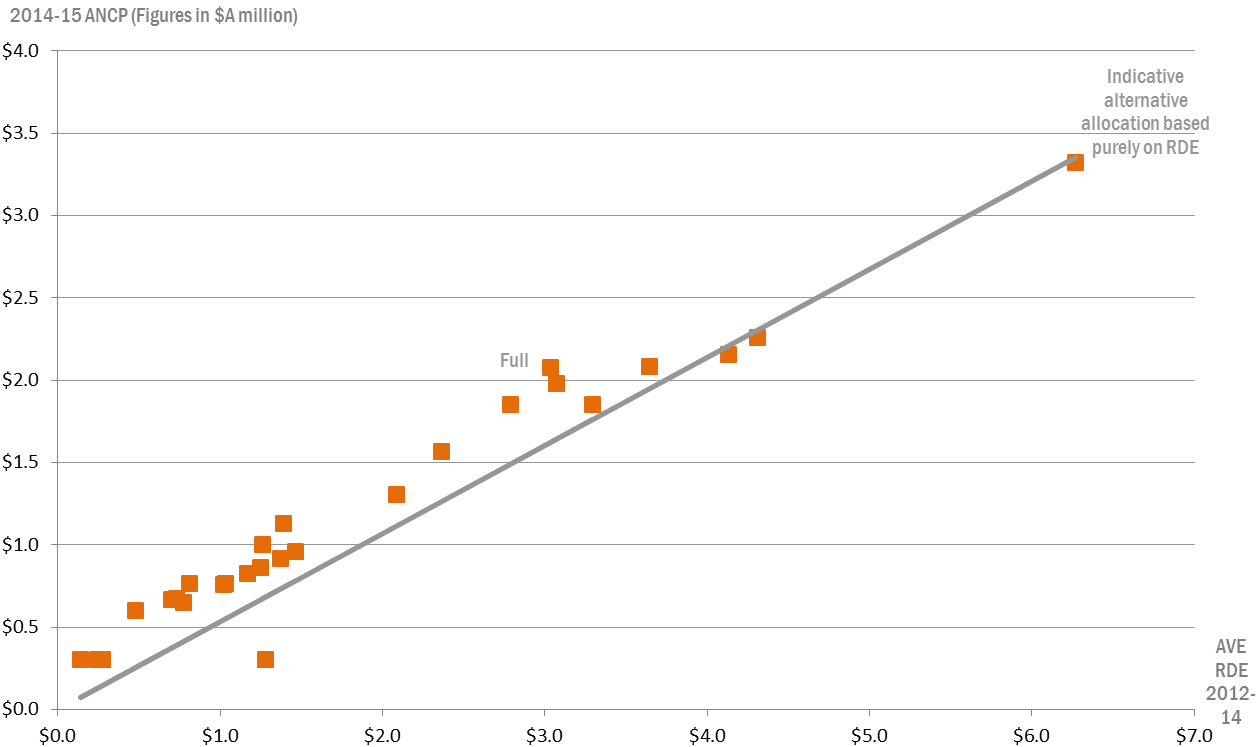 2014-15 ANCP (Figures in $A million)
$4.0
Indicative
alternative
allocation based
purely on RDE
$3.5
$3.0
$2.5
Full
$2.0
$1.5
$1.0
$0.5
AVE
RDE
2012-
14
$0.0
$0.0 $1.0 $2.0 $3.0 $4.0 $5.0 $6.0 $7.0